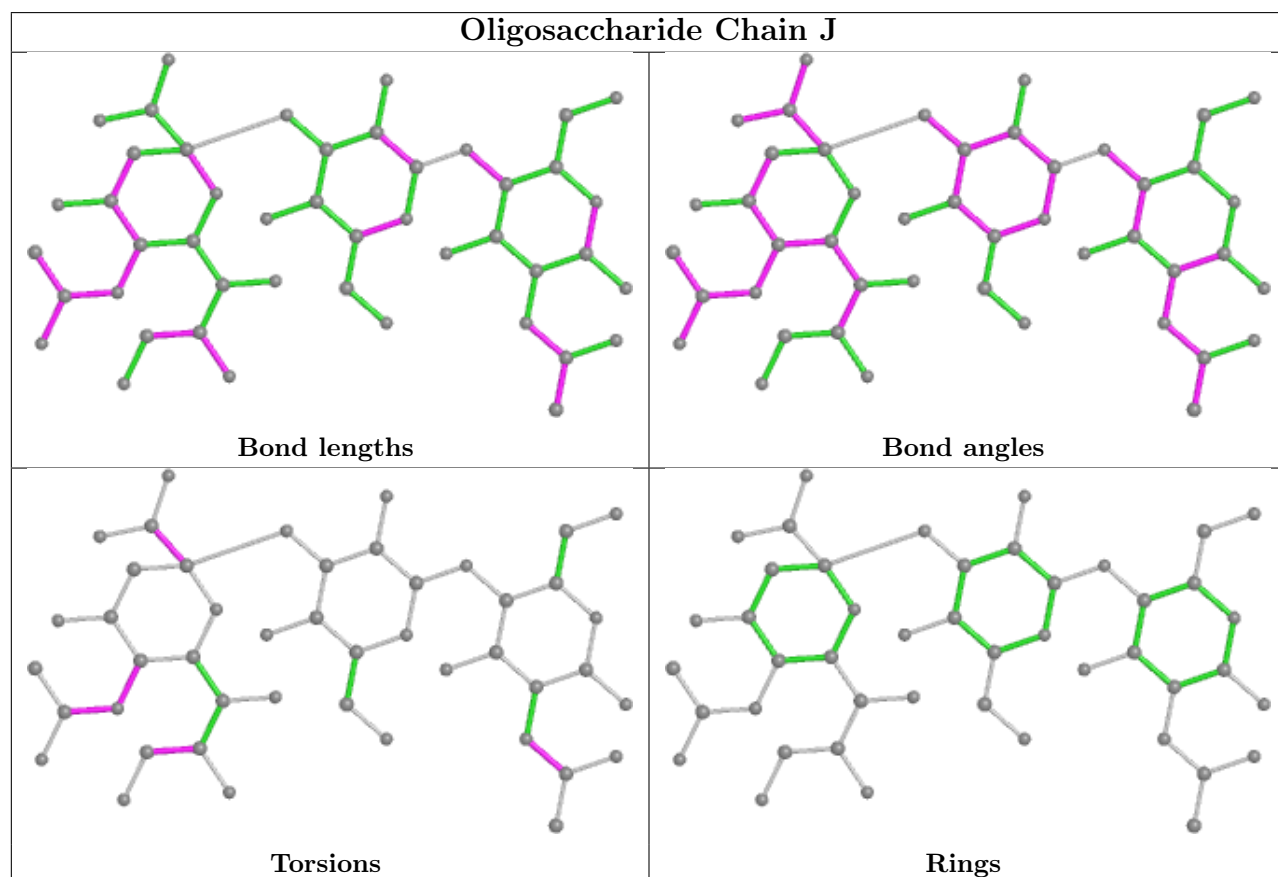 Oligosaccharide Chain J
Bond lengths
Bond angles
Torsions
Rings